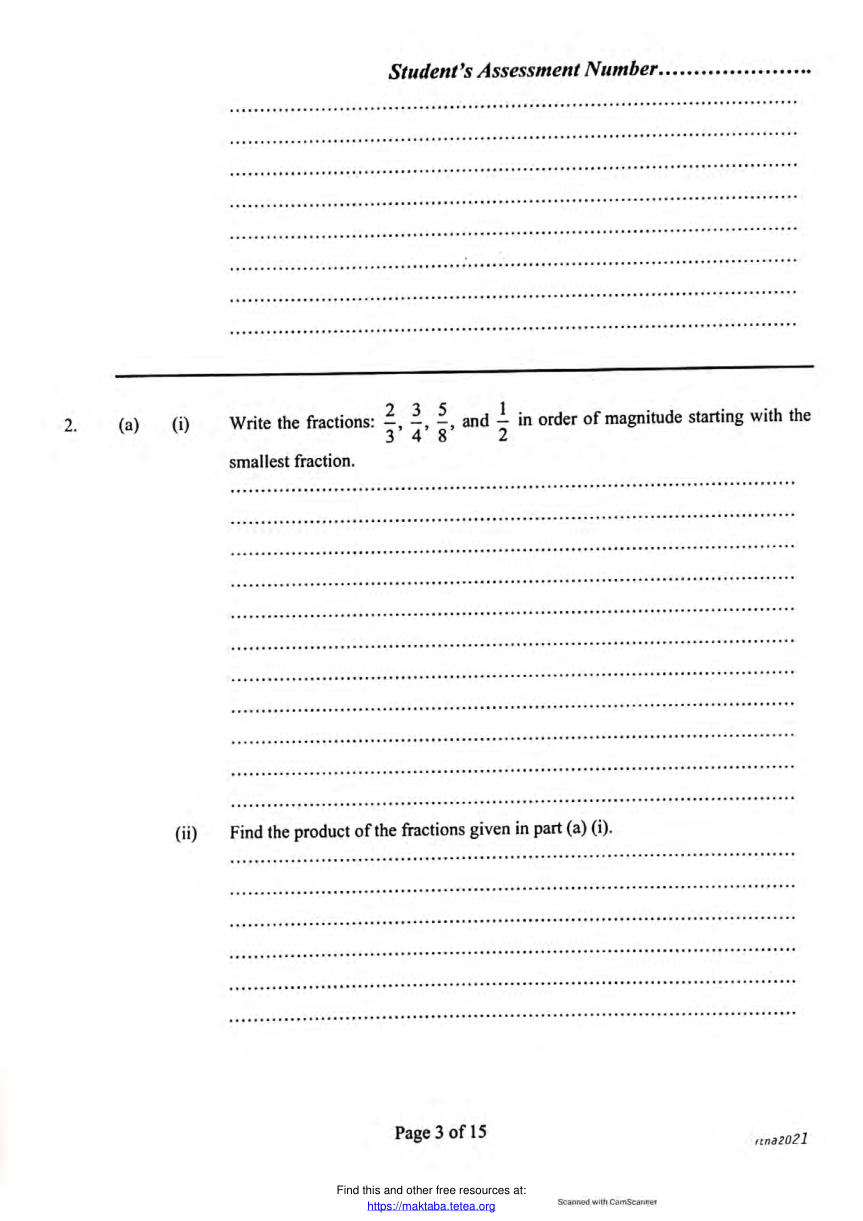 Student's Assessment Number.......................
2. (a) (i) Write the fractions: 2/3, 3/4, 5/8, and 1/2 in order of magnitude starting with the
smallest fraction.
(ii) Find the product of the fractions given in part (a) (i).
Page 3 of 15
rtna2021
Find this and other free resources at:
https://maktaba.tetea.org
Scanned with CamScanner